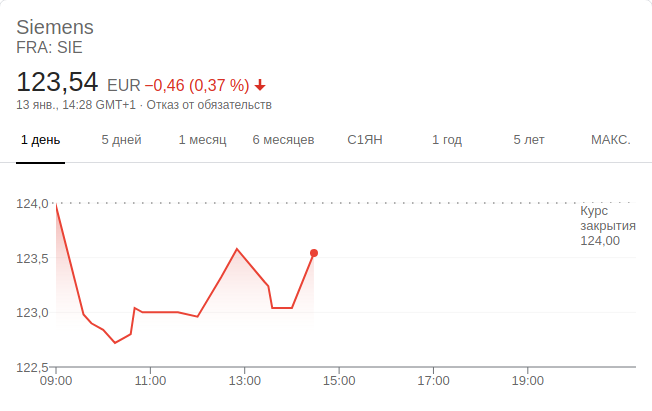 Siemens
FRA: SIE
123,54 EUR −0,46 (0,37 %)
13 янв., 14:28 GMT+1 · Отказ от обязательств
1 день 5 дней 1 месяц 6 месяцев С1ЯН 1 год 5 лет МАКС.
124,0
Курс
закрытия
124,00
123,5
123,0
122,5
09:00 11:00 13:00 15:00 17:00 19:00